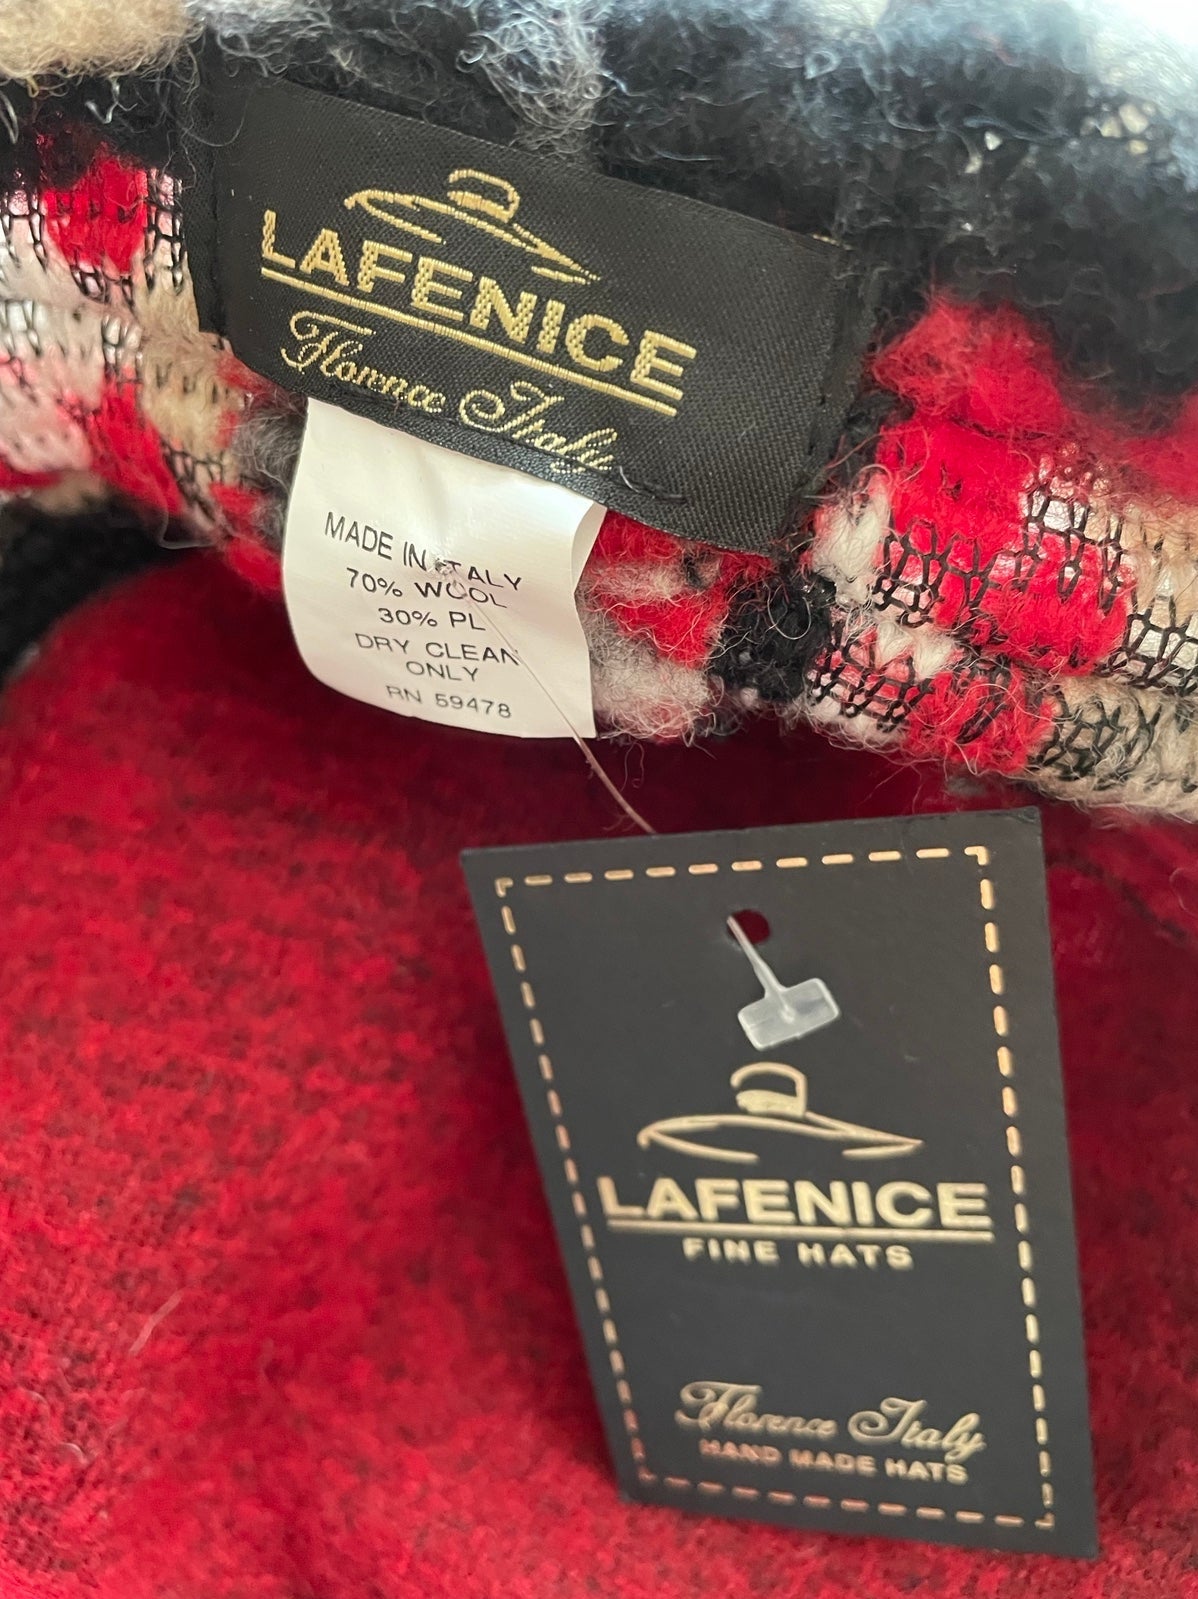 LAFENICE
Florence Italy
MADE IN ITALY
70% WOOL
30% PL
DRY CLEAN
ONLY
RN 59478
LAFENICE
FINE HATS
Florence Italy
HAND MADE HATS